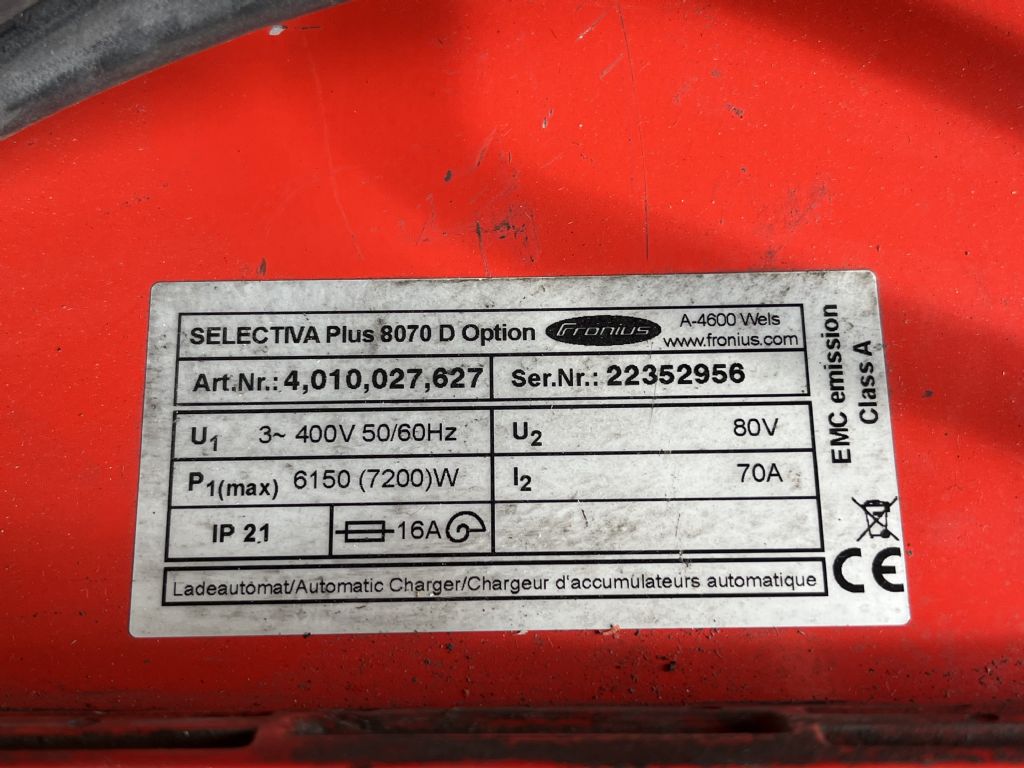 SELECTIVA Plus 8070 D Option Fronius A-4600 Wels
www.fronius.com
Art.Nr.: 4,010,027,627 Ser.Nr.: 22352956
U1 3~ 400V 50/60Hz U2 80V
P1(max) 6150 (7200)W I2 70A
IP 21 16A
Ladeautomat/Automatic Charger/Chargeur d'accumulateurs automatique
EMC emission
Class A
CE